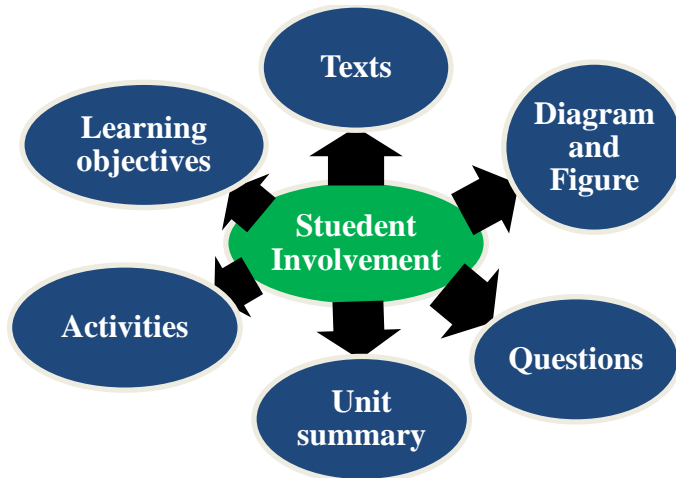 Texts
Learning
objectives
Diagram
and
Figure
Stuedent
Involvement
Activities
Questions
Unit
summary